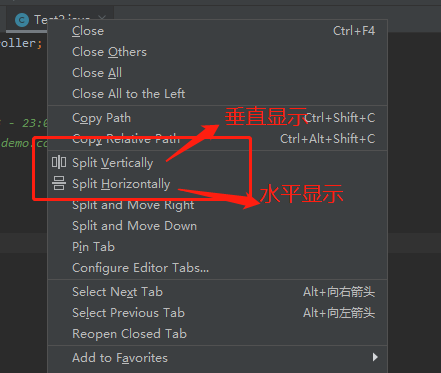 Test2.java
oller;
Close Ctrl+F4
Close Others
Close All
Close All to the Left
Copy Path Ctrl+Shift+C
垂直显示
- 23:0
demo.co
Copy Relative Path Ctrl+Alt+Shift+C
Split Vertically
Split Horizontally
水平显示
Split and Move Right
Split and Move Down
Pin Tab
Configure Editor Tabs...
Select Next Tab Alt+向右箭头
Select Previous Tab Alt+向左箭头
Reopen Closed Tab
Add to Favorites